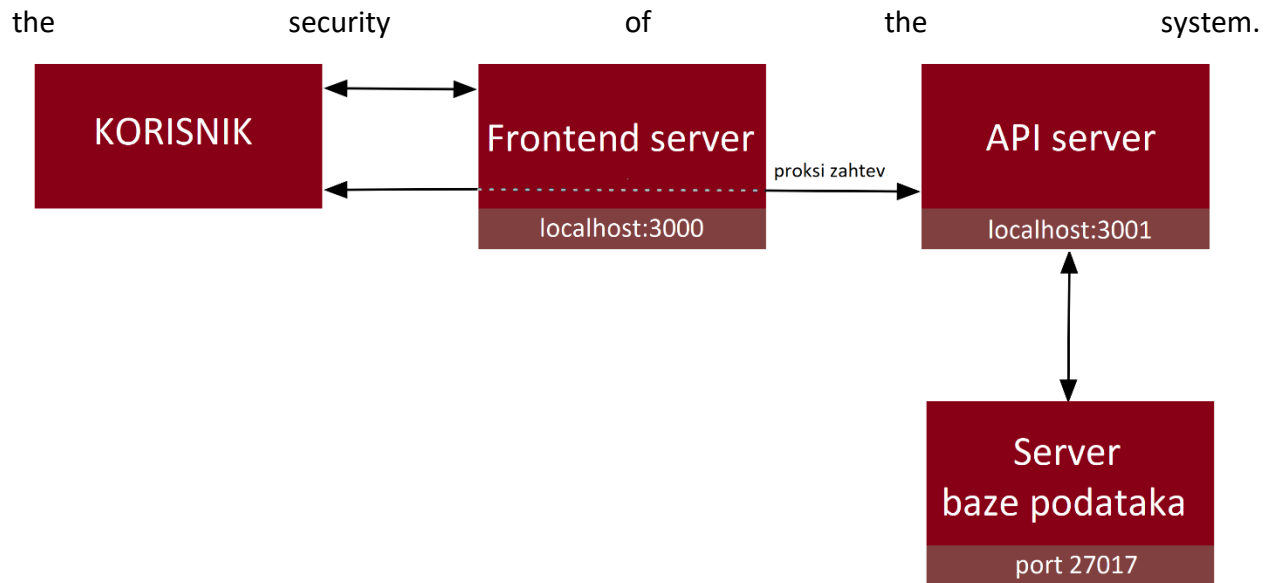 the security of the system.
KORISNIK
Frontend server
localhost:3000
proksi zahtev
API server
localhost:3001
Server
baze podataka
port 27017